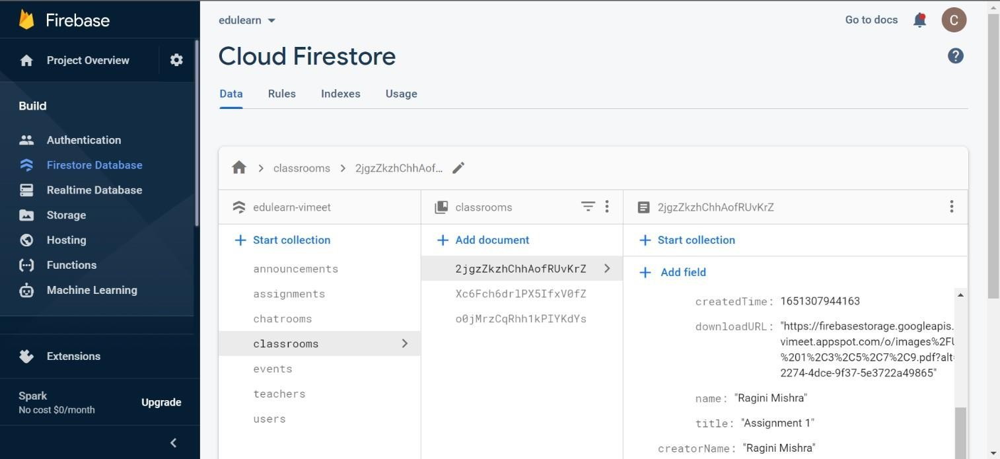 Firebase
edulearn
Go to docs
C
Project Overview
Cloud Firestore
?
Data
Rules
Indexes
Usage
Build
Authentication
Firestore Database
Realtime Database
Storage
Hosting
Functions
Machine Learning
Extensions
Spark
No cost $0/month
Upgrade
classrooms
2jgzZkzhChhAof...
edulearn-vimeet
Start collection
announcements
assignments
chatrooms
classrooms
events
teachers
users
classrooms
Add document
2jgzZkzhChhAofRUvKrZ
Xc6Fch6drlPX5IfxV0fZ
o0jMrzCqRhh1kPIYKdYs
2jgzZkzhChhAofRUvKrZ
Start collection
Add field
createdTime: 1651307944163
downloadURL: "https://firebasestorage.googleapis.
vimeet.appspot.com/o/images%2FU
%201%2C3%2C5%2C7%2C9.pdf?alt=
2274-4dce-9f37-5e3722a49865"
name: "Ragini Mishra"
title: "Assignment 1"
creatorName: "Ragini Mishra"